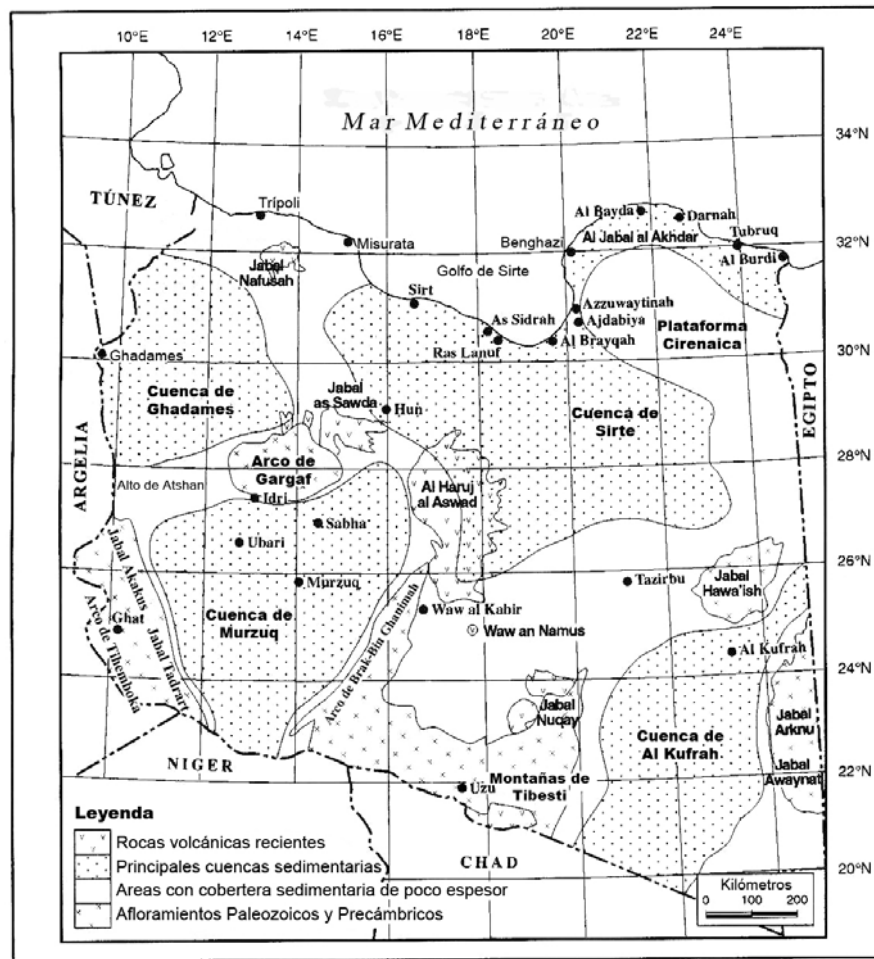 10°E 12°E 14°E 16°E 18°E 20°E 22°E 24°E
Mar Mediterráneo
34°N
TÚNEZ
Trípoli
Misurata
Benghazi
Al Bayda
Darnah
Al Jabal al Akhdar
Tubruq
Al Burdi
32°N
Jabal
Nafusah
Golfo de Sirte
Sirt
As Sidrah
Ras Lanuf
Azzuwaytinah
Ajdabiya
Al Brayqah
Plataforma
Cirenaica
30°N
Ghadames
Cuenca de
Ghadames
Jabal
as Sawda
Hun
Cuenca de
Sirte
EGIPTO
ARGELIA
Arco de
Gargaf
Al Haruj
al Aswad
28°N
Alto de Atshan
Idri
Sabha
Ubari
26°N
Murzuq
Cuenca de
Murzuq
Jabal Akakus
Jabal Tadrart
Ghat
Arco de Tihemboka
Arco de Brak-Bin Ghanimah
Waw al Kabir
Waw an Namus
Tazirbu
Jabal
Hawa'ish
Al Kufrah
24°N
Jabal
Nuqay
Cuenca de
Al Kufrah
Jabal
Arknu
Jabal
Awaynat
NIGER
Uzu
Montañas de
Tibesti
22°N
CHAD
20°N
Leyenda
Rocas volcánicas recientes
Principales cuencas sedimentarias
Areas con cobertera sedimentaria de poco espesor
Afloramientos Paleozoicos y Precámbricos
Kilómetros
0 100 200